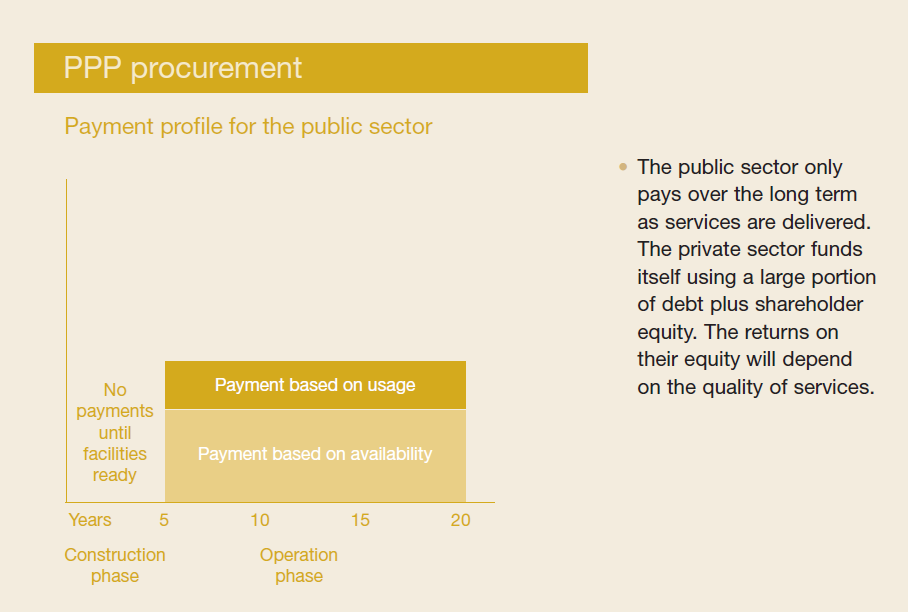 PPP procurement
Payment profile for the public sector
• The public sector only
pays over the long term
as services are delivered.
The private sector funds
itself using a large portion
of debt plus shareholder
equity. The returns on
their equity will depend
on the quality of services.
No
payments
until
facilities
ready
Payment based on usage
Payment based on availability
Years 5 10 15 20
Construction
phase
Operation
phase